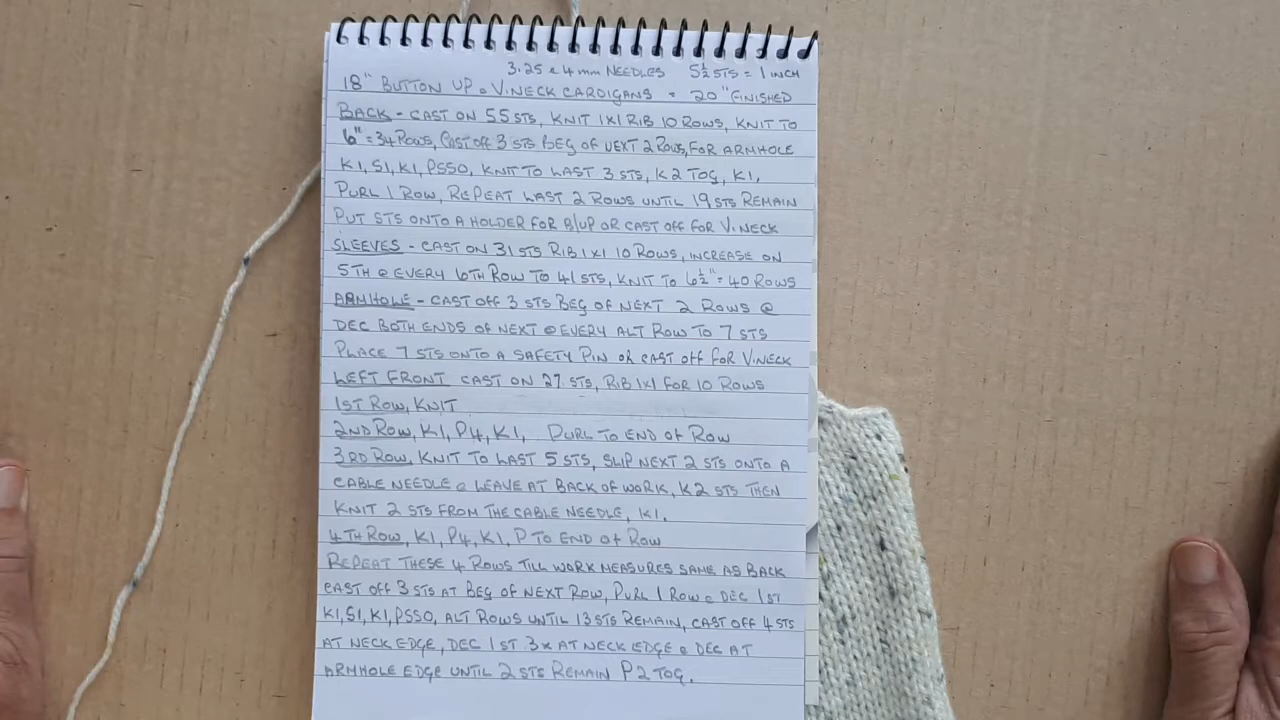 3.25 & 4mm NEEDLES 5½ STS = 1 INCH
18" BUTTON UP & V.NECK CARDIGANS = 20" FINISHED
BACK - CAST ON 55 STS, KNIT 1X1 RIB 10 ROWS, KNIT TO
6" = 34 ROWS, CAST OFF 3 STS BEG OF NEXT 2 ROWS, FOR ARMHOLE
K1, S1, K1, PSSO, KNIT TO LAST 3 STS, K2 TOG, K1,
PURL 1 ROW, REPEAT LAST 2 ROWS UNTIL 19 STS REMAIN
PUT STS ONTO A HOLDER FOR B/UP OR CAST OFF FOR V.NECK
SLEEVES - CAST ON 31 STS RIB 1X1 10 ROWS, INCREASE ON
5TH & EVERY 6TH ROW TO 41 STS, KNIT TO 6½" = 40 ROWS
ARMHOLE - CAST OFF 3 STS BEG OF NEXT 2 ROWS &
DEC BOTH ENDS OF NEXT & EVERY ALT ROW TO 7 STS
PLACE 7 STS ONTO A SAFETY PIN OR CAST OFF FOR V.NECK
LEFT FRONT CAST ON 27 STS, RIB 1X1 FOR 10 ROWS
1ST ROW, KNIT
2ND ROW, K1, P4, K1, PURL TO END OF ROW
3RD ROW, KNIT TO LAST 5 STS, SLIP NEXT 2 STS ONTO A
CABLE NEEDLE & LEAVE AT BACK OF WORK, K2 STS THEN
KNIT 2 STS FROM THE CABLE NEEDLE, K1.
4TH ROW, K1, P4, K1, P TO END OF ROW
REPEAT THESE 4 ROWS TILL WORK MEASURES SAME AS BACK
CAST OFF 3 STS AT BEG OF NEXT ROW, PURL 1 ROW & DEC 1ST
K1, S1, K1, PSSO, ALT ROWS UNTIL 13 STS REMAIN, CAST OFF 4 STS
AT NECK EDGE, DEC 1ST 3X AT NECK EDGE & DEC AT
ARMHOLE EDGE UNTIL 2 STS REMAIN P2 TOG.